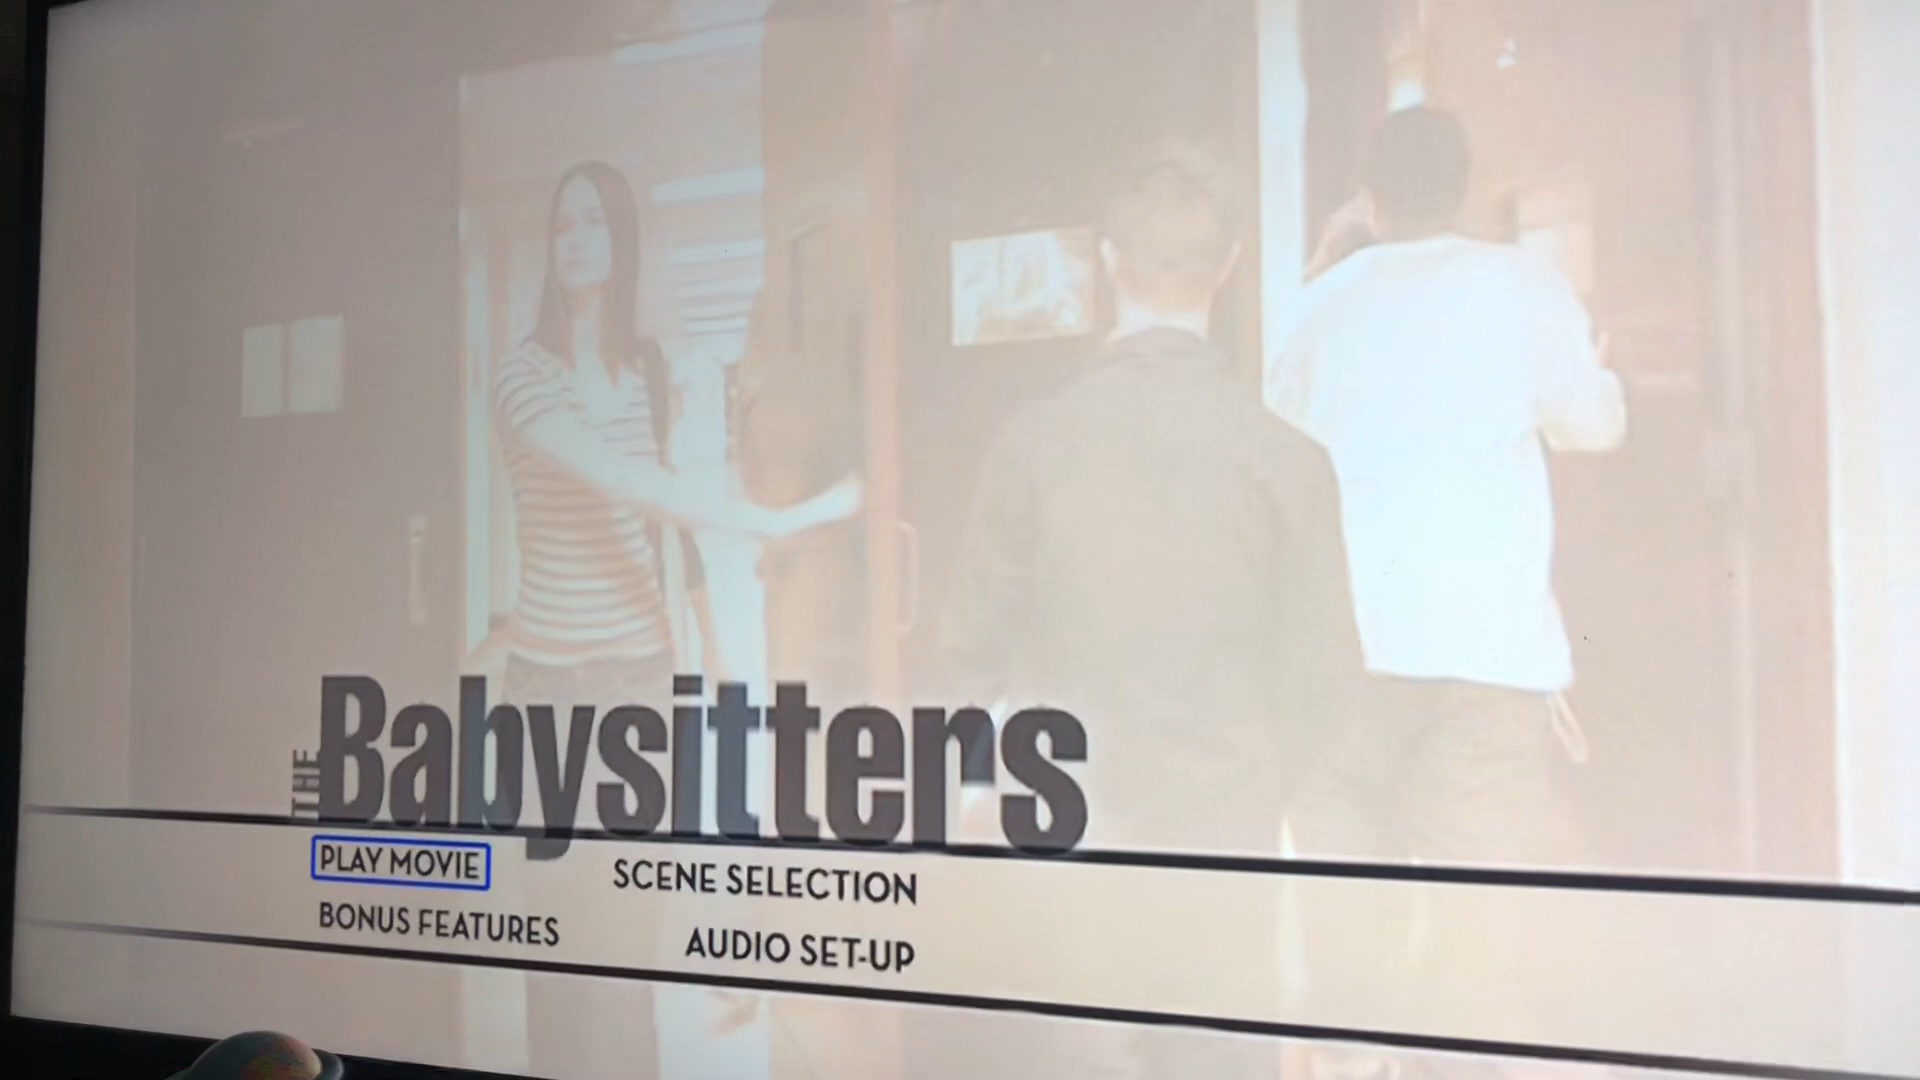 THE Babysitters
PLAY MOVIE SCENE SELECTION
BONUS FEATURES AUDIO SET-UP